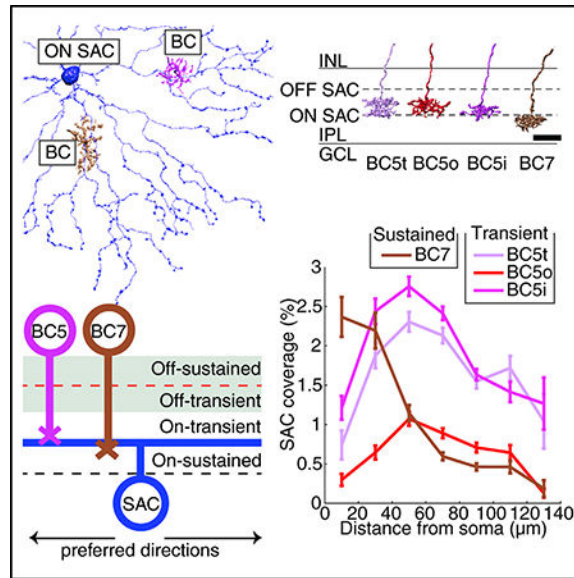 ON SAC
BC
BC
INL
OFF SAC
ON SAC
IPL
GCL
BC5t BC5o BC5i BC7
BC5
BC7
Off-sustained
Off-transient
On-transient
On-sustained
SAC
preferred directions
Sustained
BC7
Transient
BC5t
BC5o
BC5i
SAC coverage (%)
3
2.5
2
1.5
1
0.5
0
0 20 40 60 80 100 120 140
Distance from soma (μm)